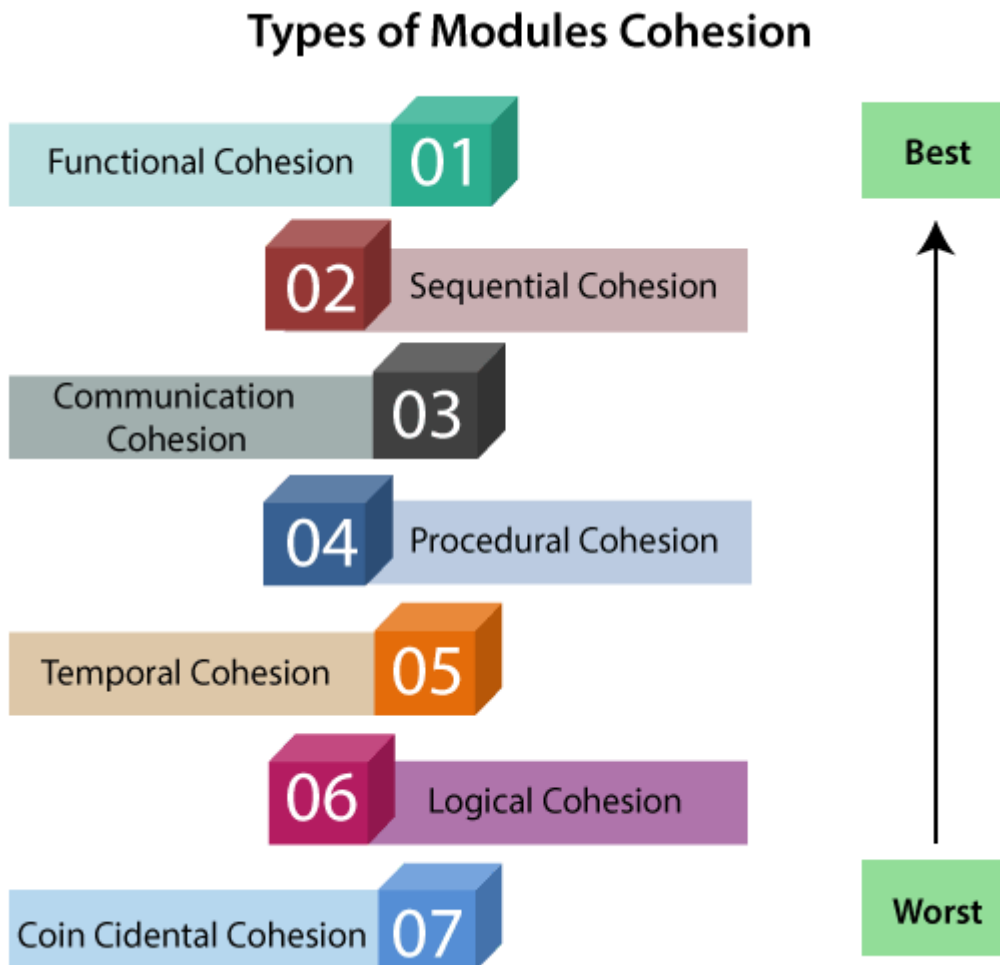 Types of Modules Cohesion
Functional Cohesion 01
Best
02 Sequential Cohesion
Communication
Cohesion
03
04 Procedural Cohesion
Temporal Cohesion 05
06 Logical Cohesion
Coin Cidental Cohesion 07
Worst